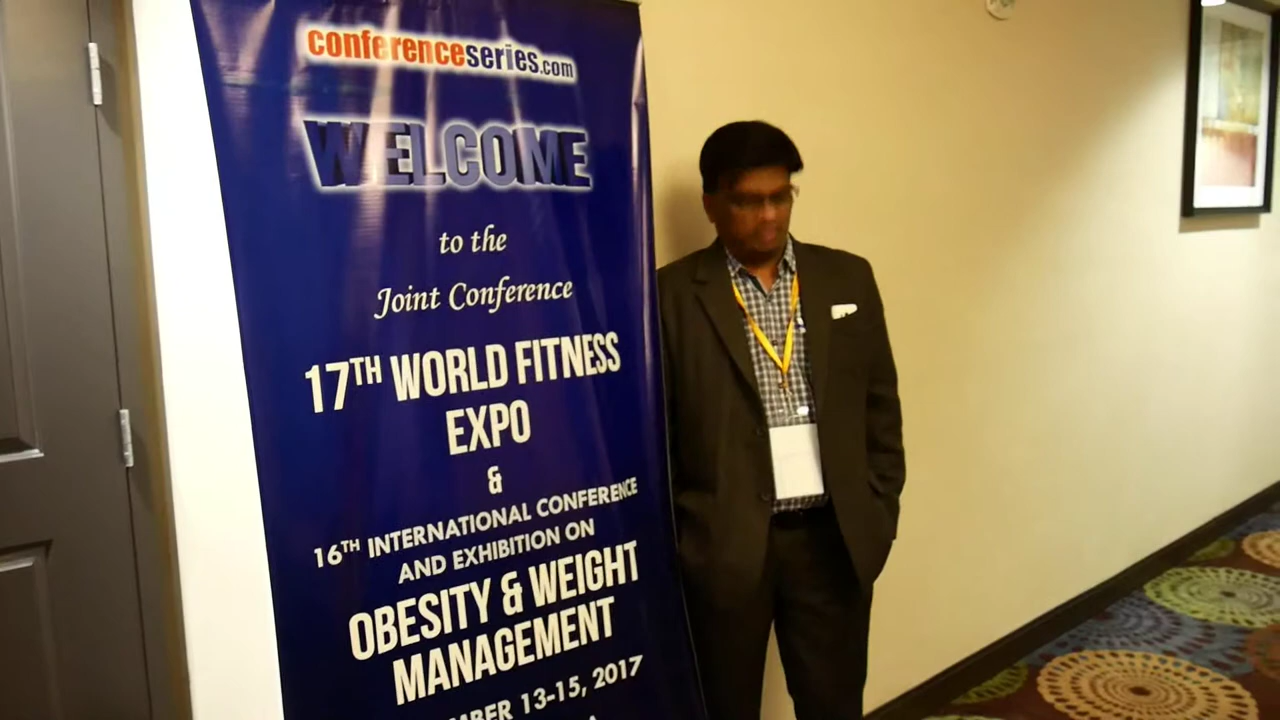 conferenceseries.com
WELCOME
to the
Joint Conference
17TH WORLD FITNESS
EXPO
&
16TH INTERNATIONAL CONFERENCE
AND EXHIBITION ON
OBESITY & WEIGHT
MANAGEMENT
MBER 13-15, 2017